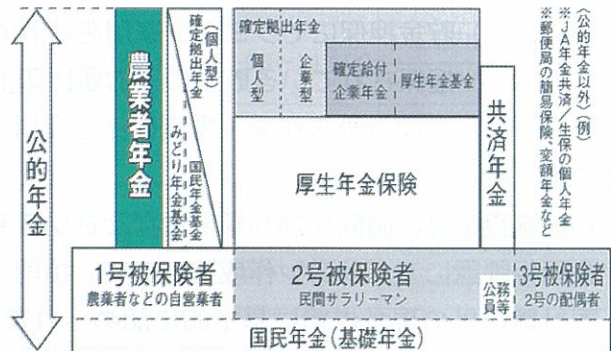 公的年金
農業者年金
みどり年金基金
国民年金基金
確定拠出年金
(個人型)
確定拠出年金
個人型
企業型
確定給付
企業年金
厚生年金基金
厚生年金保険
共済年金
(公的年金以外)(例)
※JA年金共済/生保の個人年金
※郵便局の簡易保険、変額年金など
1号被保険者
農業者などの自営業者
2号被保険者
民間サラリーマン
公務員等
3号被保険者
2号の配偶者
国民年金(基礎年金)